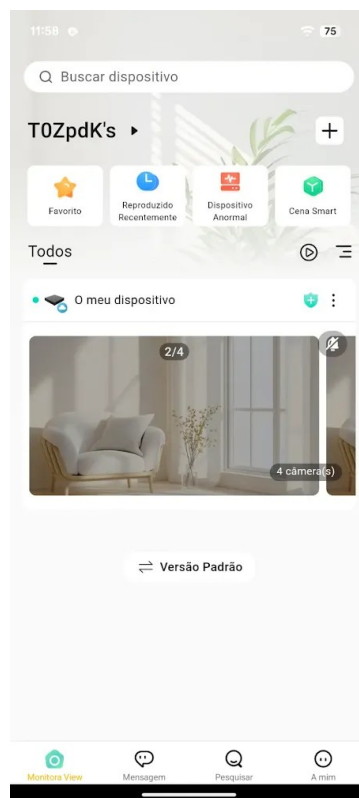 11:58
75
Buscar dispositivo
T0ZpdK's
Favorito
Reproduzido
Recentemente
Dispositivo
Anormal
Cena Smart
Todos
O meu dispositivo
2/4
4 câmera(s)
Versão Padrão
Monitora View
Mensagem
Pesquisar
A mim